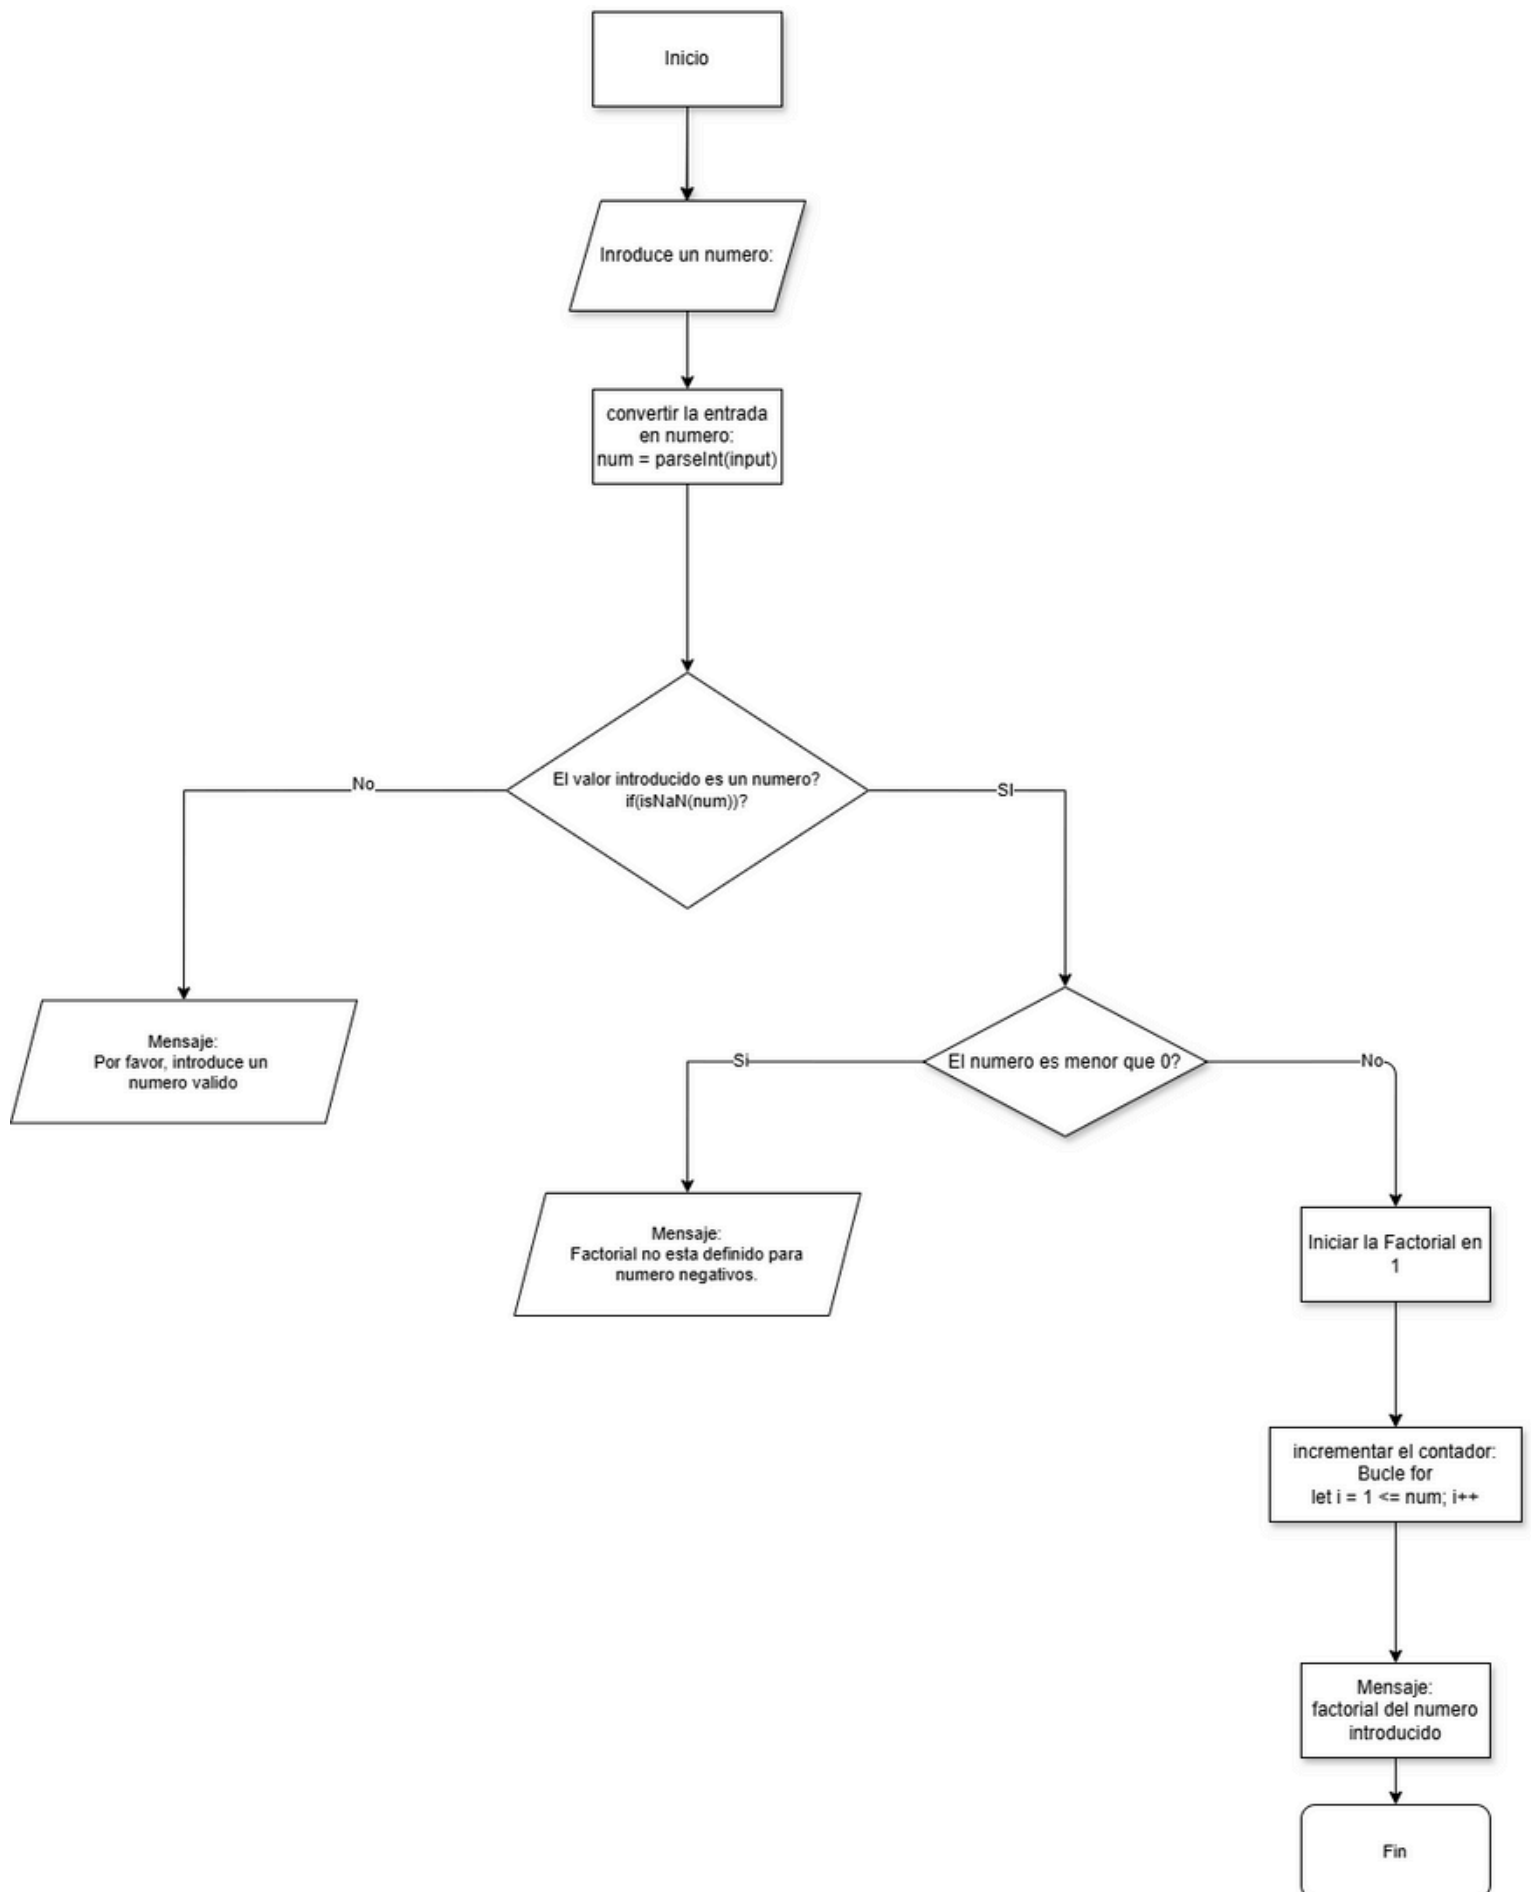 Inicio
Inroduce un numero:
convertir la entrada
en numero:
num = parseInt(input)
El valor introducido es un numero?
if(isNaN(num))?
No
SI
Mensaje:
Por favor, introduce un
numero valido
El numero es menor que 0?
Si
No
Mensaje:
Factorial no esta definido para
numero negativos.
Iniciar la Factorial en
1
incrementar el contador:
Bucle for
let i = 1 <= num; i++
Mensaje:
factorial del numero
introducido
Fin